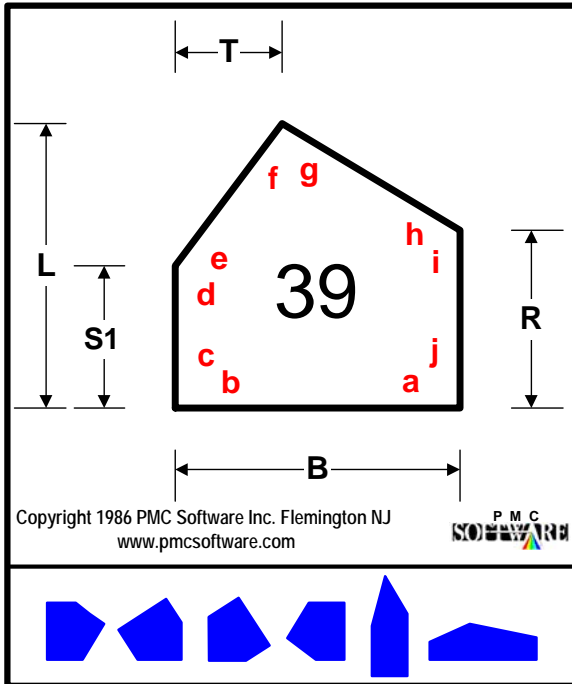 T
f g
h
L
e
i
39
d
R
S1
c
j
b
a
B
Copyright 1986 PMC Software Inc. Flemington NJ
www.pmcsoftware.com
P M C
SOFTWARE